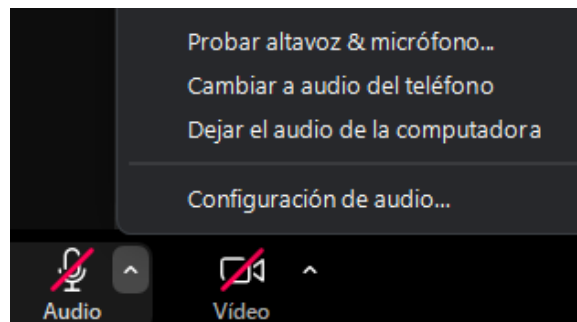 Probar altavoz & micrófono...
Cambiar a audio del teléfono
Dejar el audio de la computadora
Configuración de audio...
Audio
Vídeo